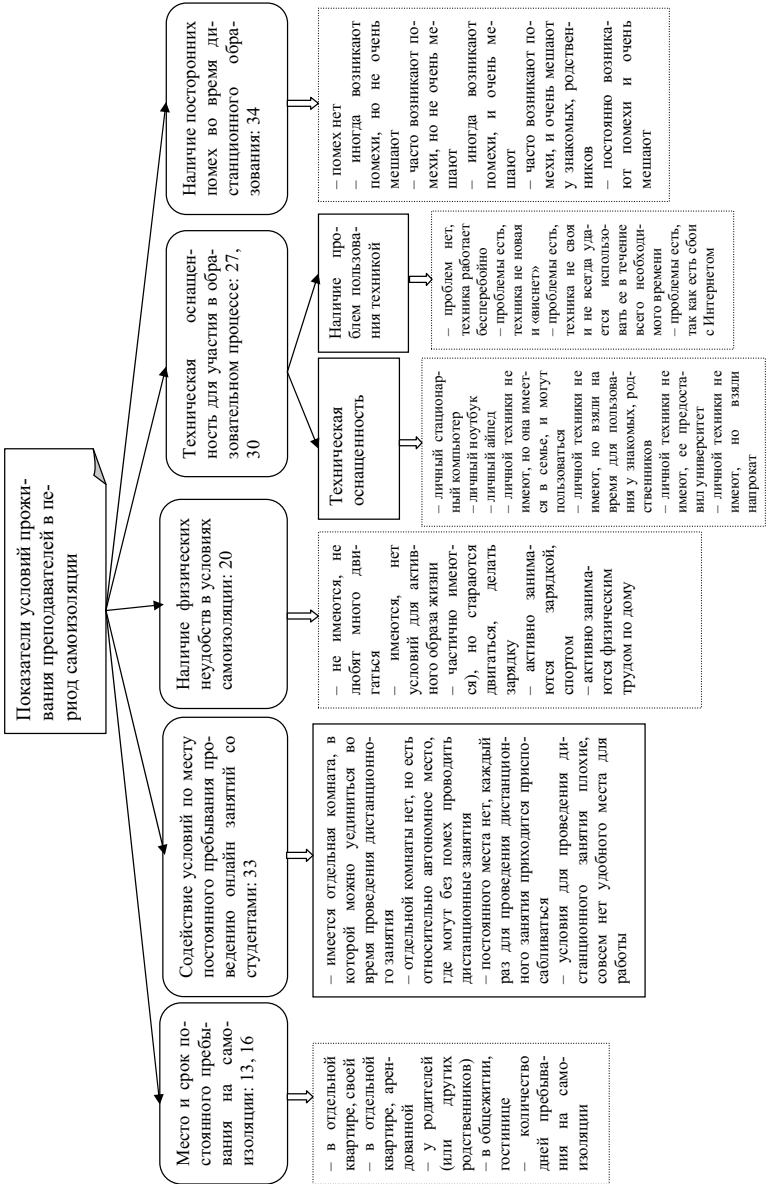 Показатели условий прожи-
вания преподавателей в пе-
риод самоизоляции
Место и срок по-
стоянного пребы-
вания на само-
изоляции: 13, 16
Содействие условий по месту
постоянного пребывания про-
ведению онлайн занятий со
студентами: 33
Наличие физических
неудобств в условиях
самоизоляции: 20
Техническая оснащен-
ность для участия в обра-
зовательном процессе: 27,
30
Наличие посторонних
помех во время ди-
станционного обра-
зования: 34
– в отдельной
квартире, своей
– в отдельной
квартире, арен-
дованной
– у родителей
(или других
родственников)
– в общежитии,
гостинице
– количество
дней пребыва-
ния на само-
изоляции
– имеется отдельная комната, в
которой можно уединиться во
время проведения дистанционно-
го занятия
– отдельной комнаты нет, но есть
относительно автономное место,
где могут без помех проводить
дистанционные занятия
– постоянного места нет, каждый
раз для проведения дистанцион-
ного занятия приходится приспо-
сабливаться
– условия для проведения ди-
станционного занятия плохие,
совсем нет удобного места для
работы
– не имеются, не
любят много дви-
гаться
– имеются, нет
условий для актив-
ного образа жизни
– частично имеют-
ся), но стараются
двигаться, делать
зарядку
– активно занима-
ются зарядкой,
спортом
– активно занима-
ются физическим
трудом по дому
Техническая
оснащенность
Наличие про-
блем пользова-
ния техникой
– личный стационар-
ный компьютер
– личный ноутбук
– личный айпед
– личной техники не
имеют, но она имеет-
ся в семье, и могут
пользоваться
– личной техники не
имеют, но взяли на
время для пользова-
ния у знакомых, род-
ственников
– личной техники не
имеют, ее предоста-
вил университет
– личной техники не
имеют, но взяли
напрокат
– проблем нет,
техника работает
бесперебойно
– проблемы есть,
техника не новая
и «виснет»
– проблемы есть,
техника не своя
и не всегда уда-
ется использо-
вать ее в течение
всего необходи-
мого времени
– проблемы есть,
так как есть сбои
с Интернетом
– помех нет
– иногда возникают
помехи, но не очень
мешают
– часто возникают по-
мехи, но не очень ме-
шают
– иногда возникают
помехи, и очень ме-
шают
– часто возникают по-
мехи, и очень мешают
у знакомых, родствен-
ников
– постоянно возника-
ют помехи и очень
мешают